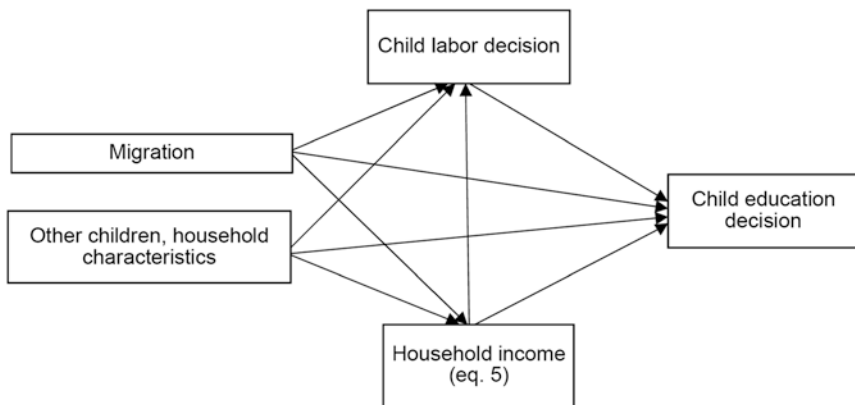 Child labor decision
Migration
Other children, household
characteristics
Child education
decision
Household income
(eq. 5)